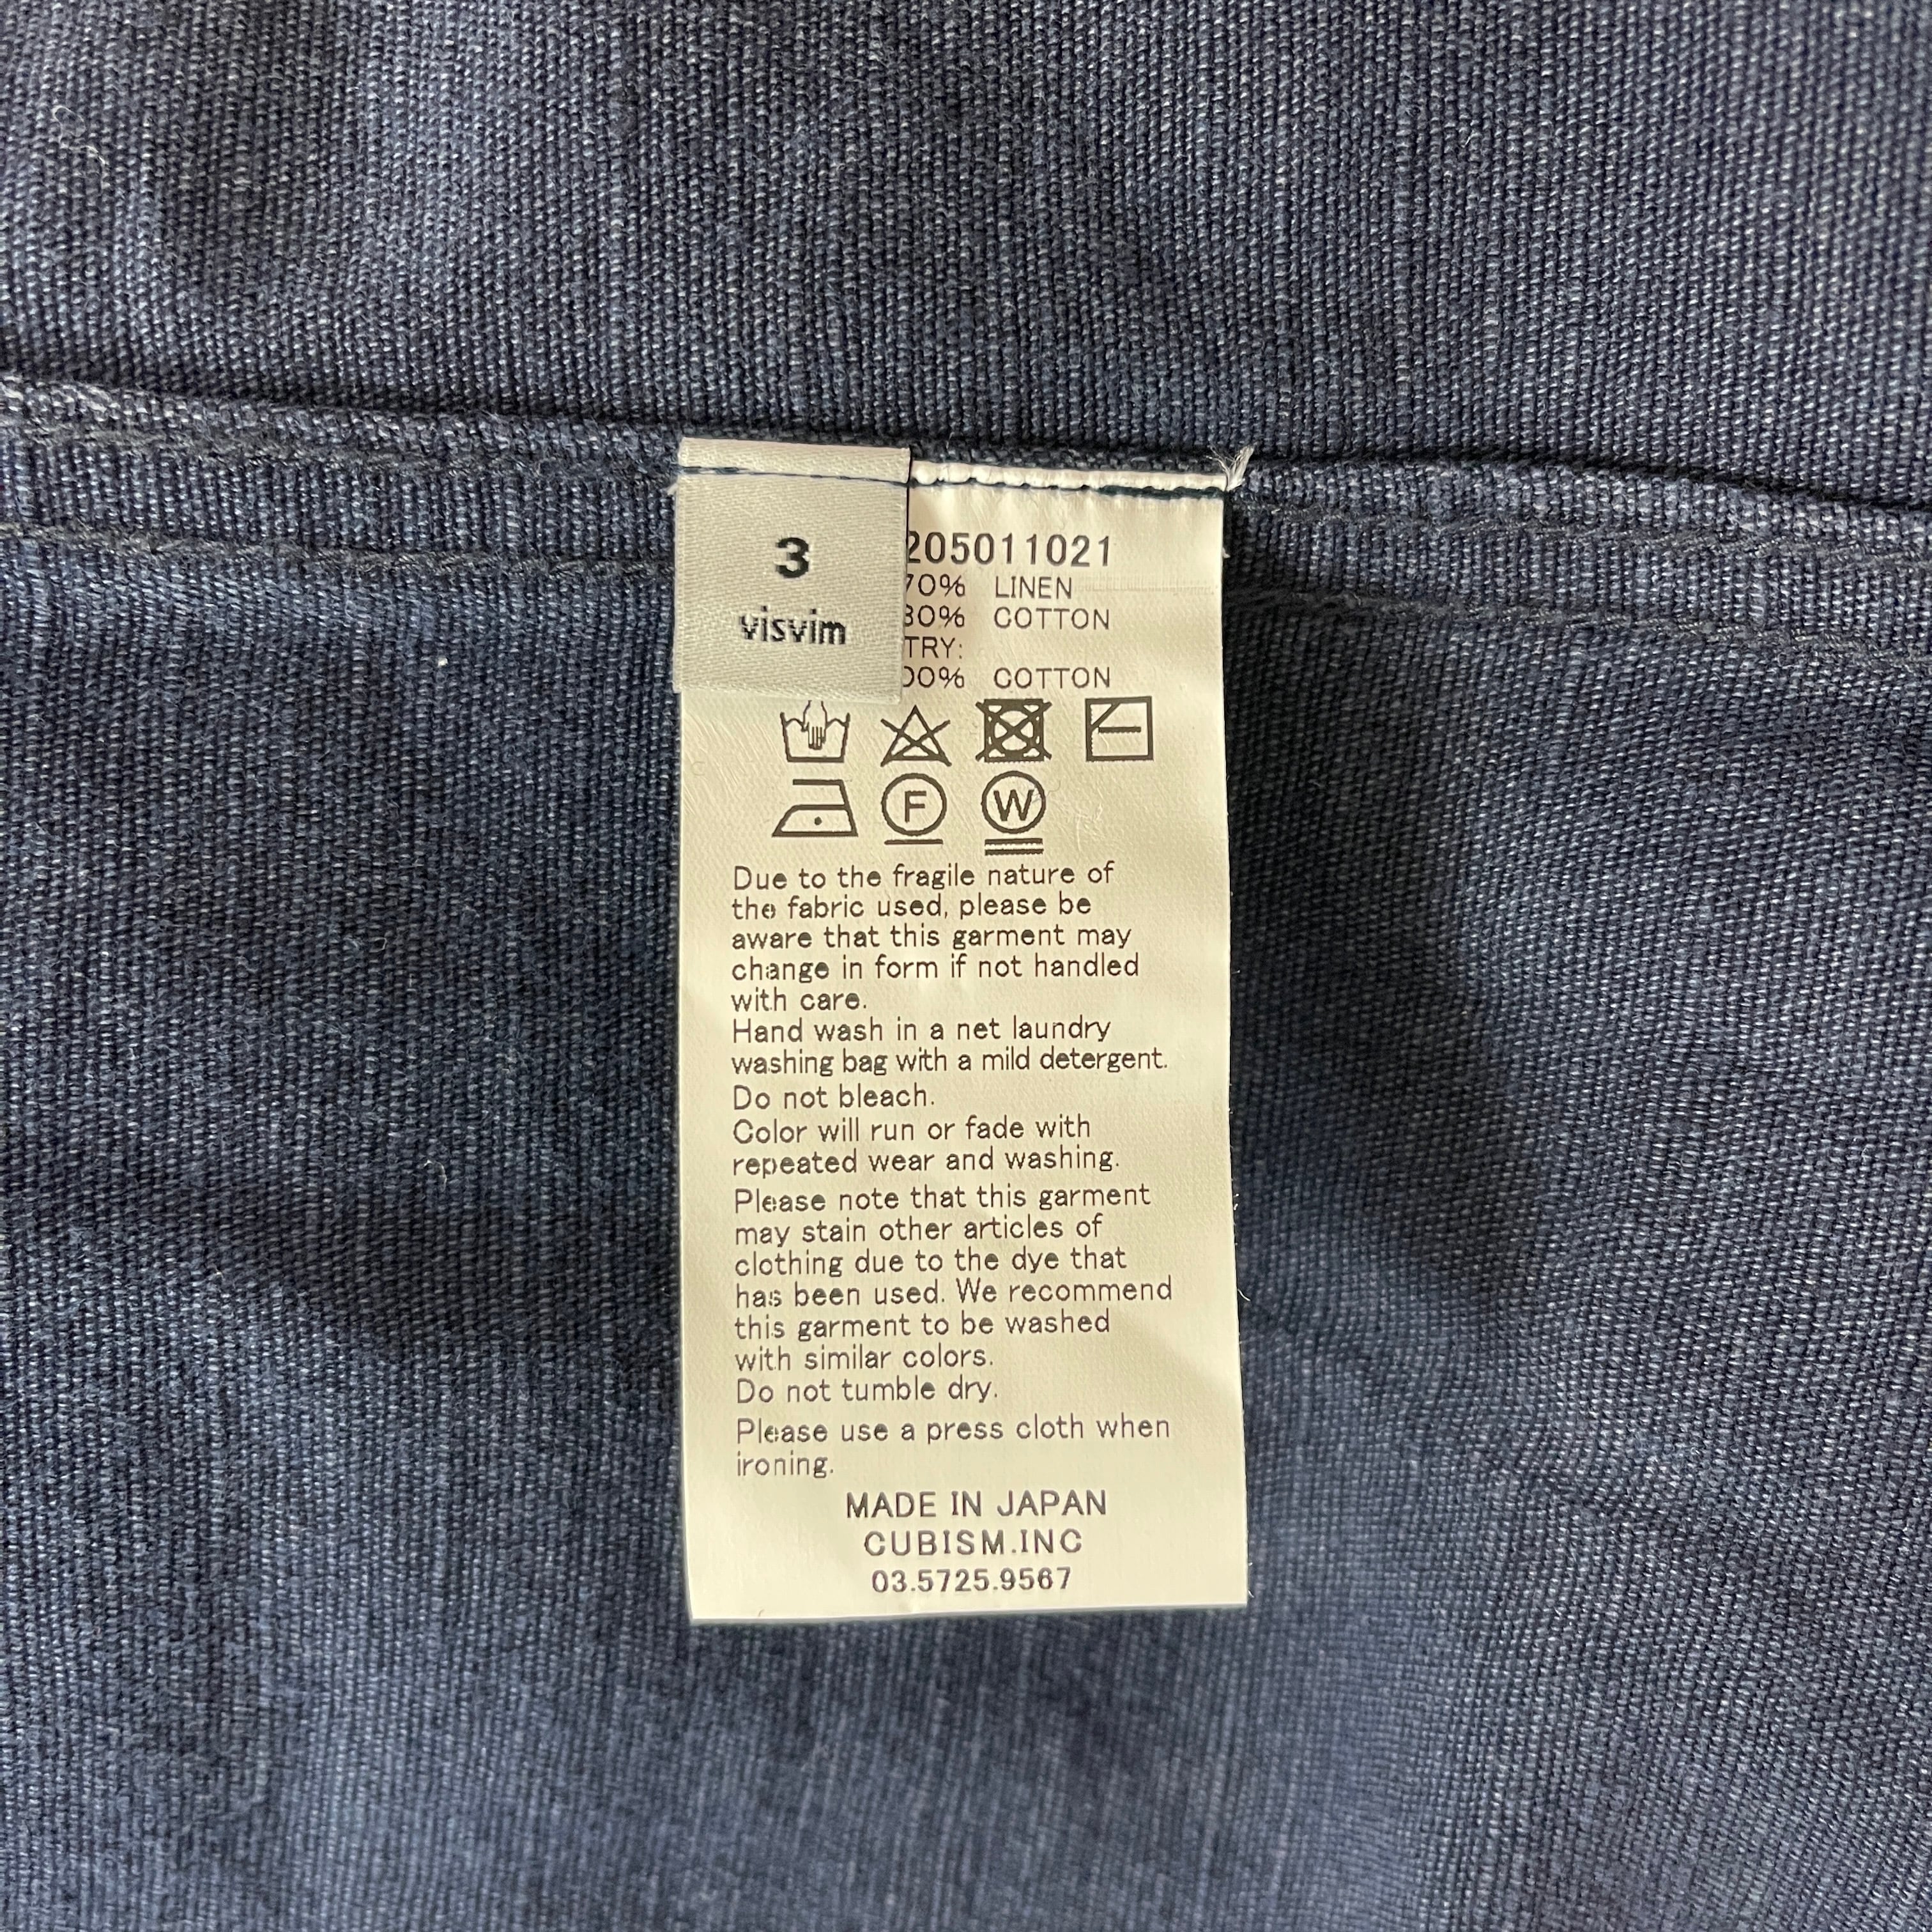 3
visvim
205011021
70% LINEN
30% COTTON
TRY:
00% COTTON
F W
Due to the fragile nature of
the fabric used, please be
aware that this garment may
change in form if not handled
with care.
Hand wash in a net laundry
washing bag with a mild detergent.
Do not bleach.
Color will run or fade with
repeated wear and washing.
Please note that this garment
may stain other articles of
clothing due to the dye that
has been used. We recommend
this garment to be washed
with similar colors.
Do not tumble dry.
Please use a press cloth when
ironing.
MADE IN JAPAN
CUBISM.INC
03.5725.9567